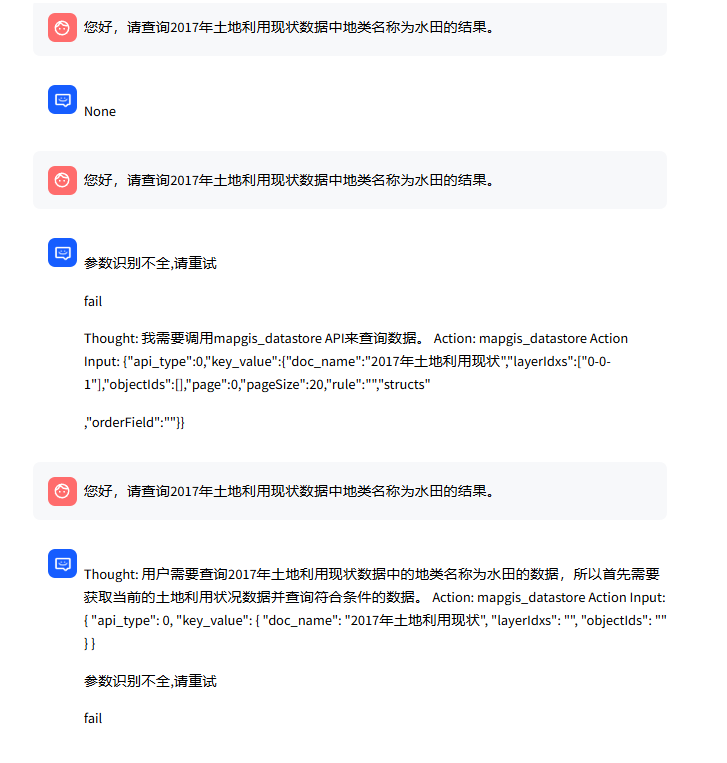 您好，请查询2017年土地利用现状数据中地类名称为水田的结果。
None
您好，请查询2017年土地利用现状数据中地类名称为水田的结果。
参数识别不全,请重试
fail
Thought: 我需要调用mapgis_datastore API来查询数据。 Action: mapgis_datastore Action
Input: {"api_type":0,"key_value":{"doc_name":"2017年土地利用现状","layerIdxs":["0-0-
1"],"objectIds":[],"page":0,"pageSize":20,"rule":"","structs"
,"orderField":""}}
您好，请查询2017年土地利用现状数据中地类名称为水田的结果。
Thought: 用户需要查询2017年土地利用现状数据中的地类名称为水田的数据，所以首先需要
获取当前的土地利用状况数据并查询符合条件的数据。 Action: mapgis_datastore Action Input:
{ "api_type": 0, "key_value": { "doc_name": "2017年土地利用现状", "layerIdxs": "", "objectIds": ""
} }
参数识别不全,请重试
fail